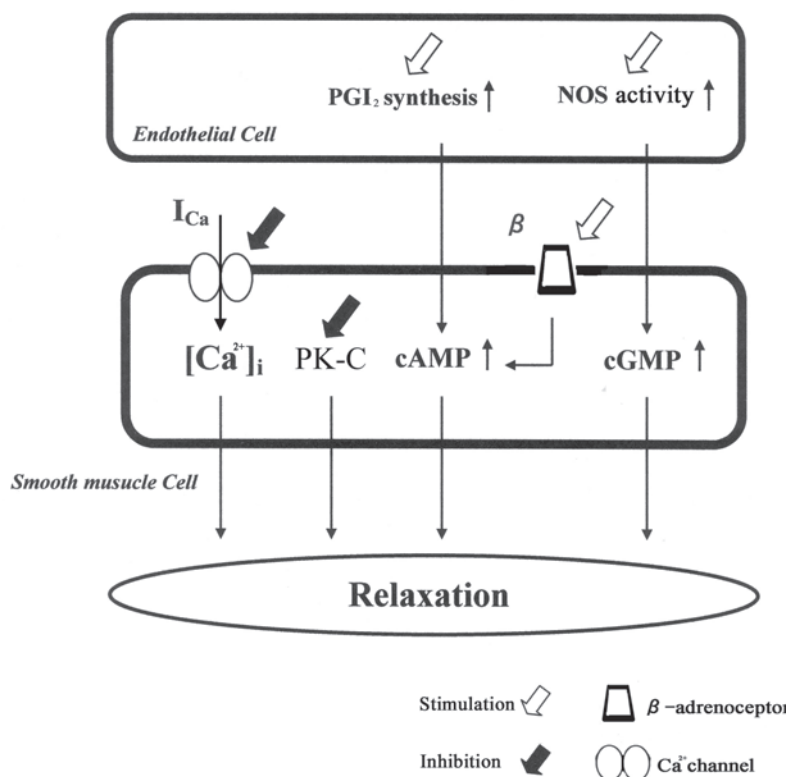 PGI₂ synthesis↑ NOS activity↑
Endothelial Cell
I_Ca β
[Ca²⁺]i PK-C cAMP↑ cGMP↑
Smooth musucle Cell
Relaxation
Stimulation β-adrenoceptor
Inhibition Ca²⁺channel